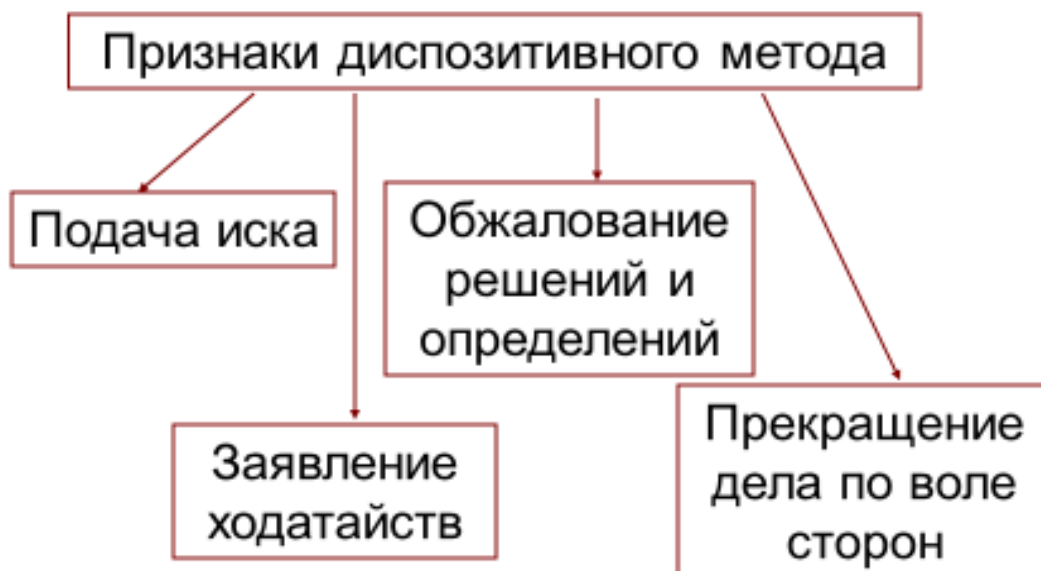 Признаки диспозитивного метода
Подача иска
Обжалование
решений и
определений
Заявление
ходатайств
Прекращение
дела по воле
сторон